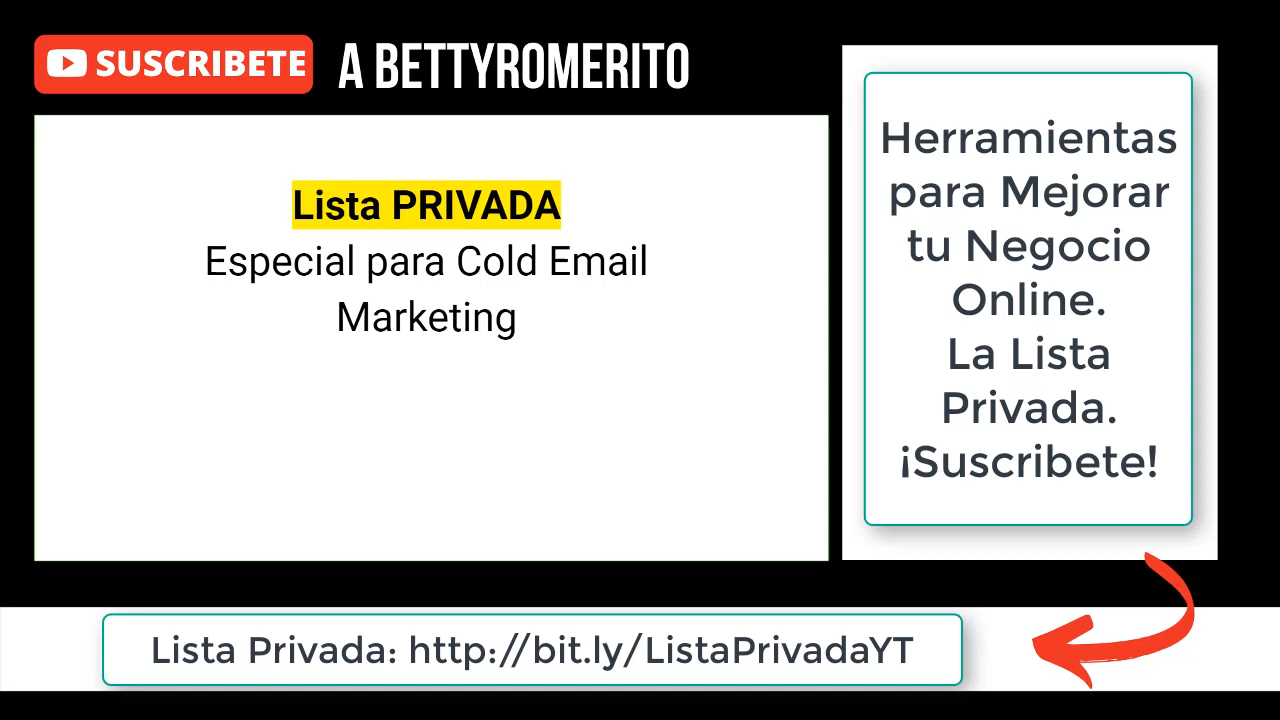 SUSCRIBETE A BETTYROMERITO
Lista PRIVADA
Especial para Cold Email
Marketing
Herramientas
para Mejorar
tu Negocio
Online.
La Lista
Privada.
¡Suscribete!
Lista Privada: http://bit.ly/ListaPrivadaYT